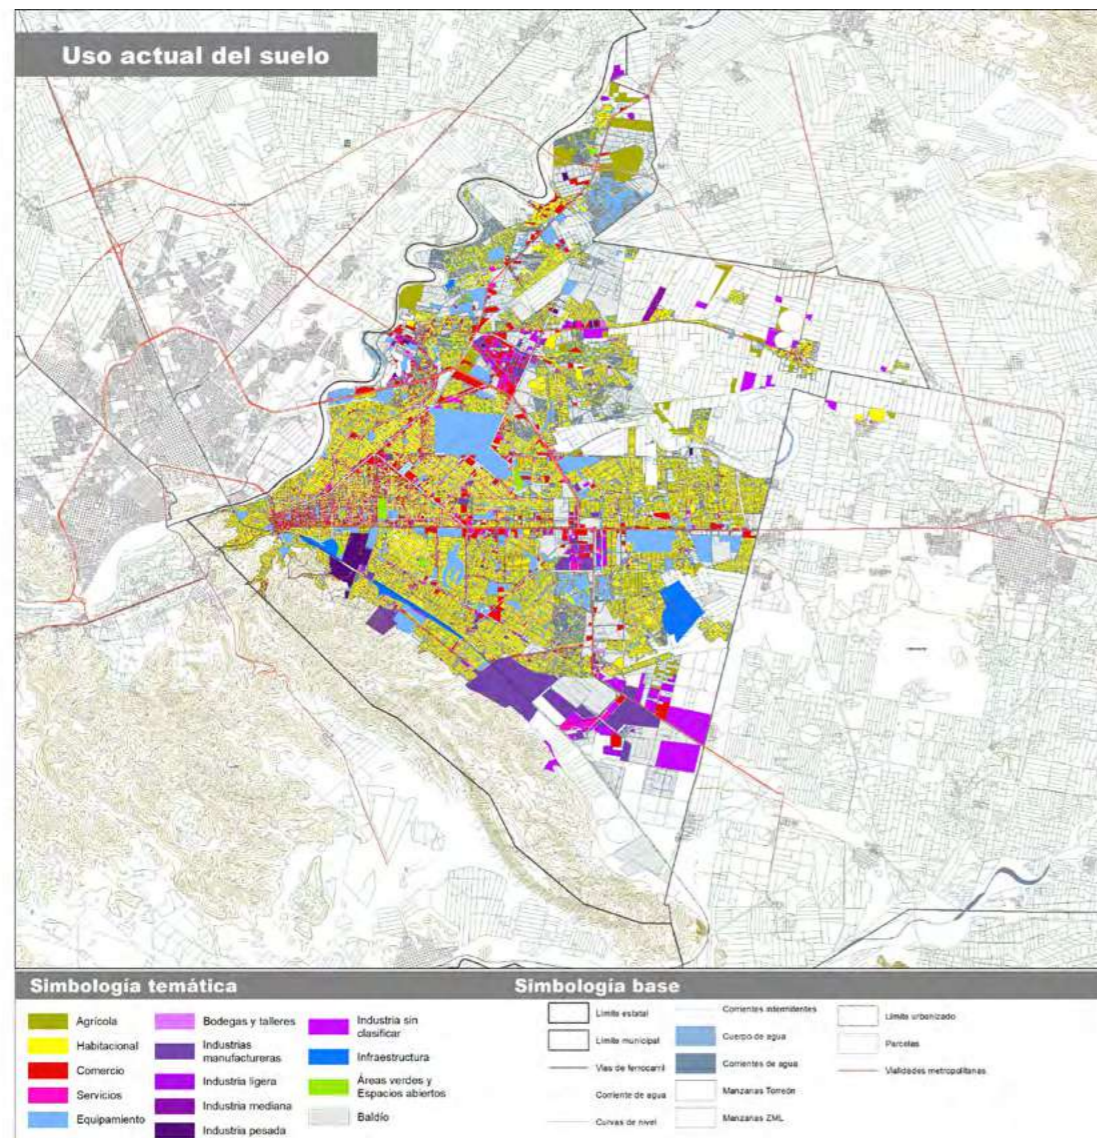 Uso actual del suelo
Simbología temática
Agrícola
Habitacional
Comercio
Servicios
Equipamiento
Bodegas y talleres
Industrias
manufactureras
Industria ligera
Industria mediana
Industria pesada
Industria sin
clasificar
Infraestructura
Áreas verdes y
Espacios abiertos
Baldío
Simbología base
Límite estatal
Límite municipal
Vías de ferrocarril
Corriente de agua
Curvas de nivel
Corrientes intermitentes
Cuerpo de agua
Corrientes de agua
Manzanas Torreón
Manzanas ZML
Límite urbanizado
Parcelas
Vialidades metropolitanas